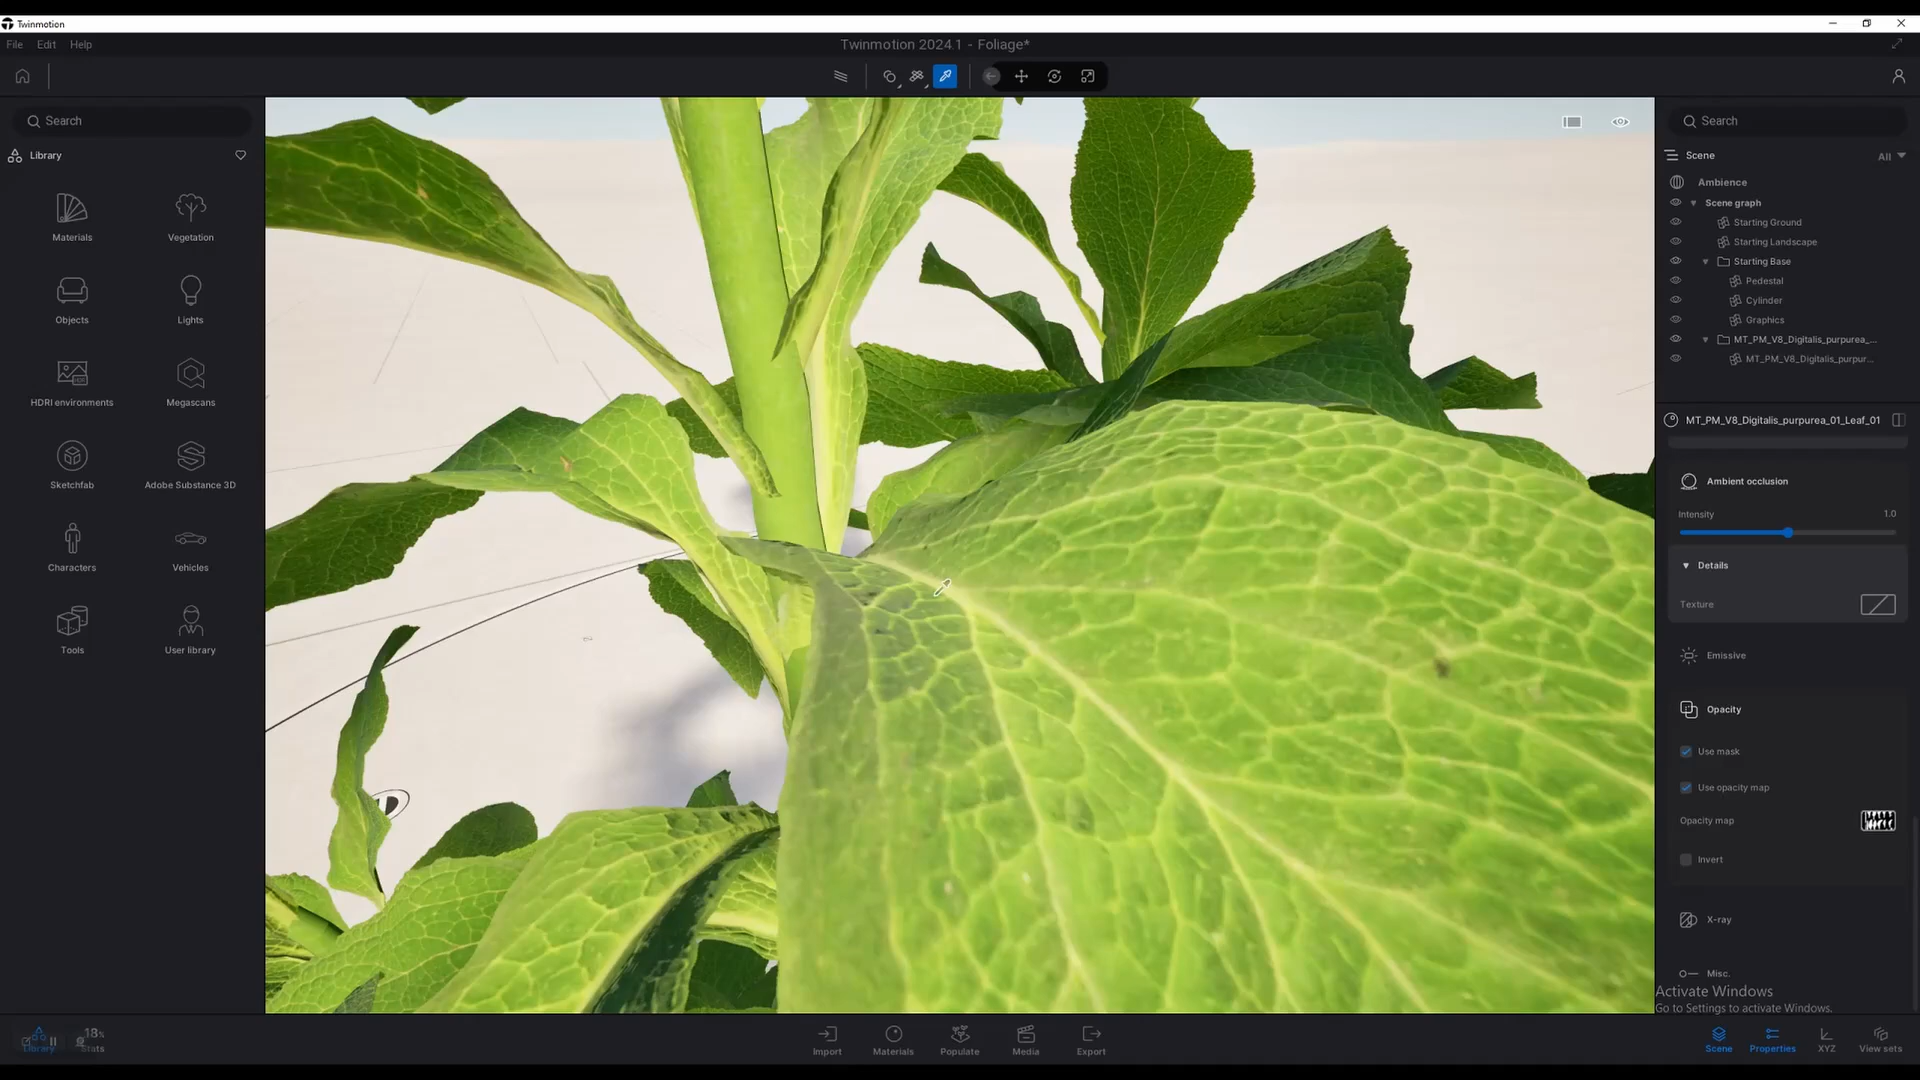 Twinmotion
File Edit Help
Twinmotion 2024.1 - Foliage*
Search
Library
Materials
Vegetation
Objects
Lights
HDRI environments
Megascans
Sketchfab
Adobe Substance 3D
Characters
Vehicles
Tools
User library
Search
Scene
All
Ambience
Scene graph
Starting Ground
Starting Landscape
Starting Base
Pedestal
Cylinder
Graphics
MT_PM_V8_Digitalis_purpurea_...
MT_PM_V8_Digitalis_purpur...
MT_PM_V8_Digitalis_purpurea_01_Leaf_01
Ambient occlusion
Intensity 1.0
Details
Texture
Emissive
Opacity
Use mask
Use opacity map
Opacity map
Invert
X-ray
Misc.
Activate Windows
Go to Settings to activate Windows.
18%
Library
Stats
Import
Materials
Populate
Media
Export
Scene
Properties
XYZ
View sets